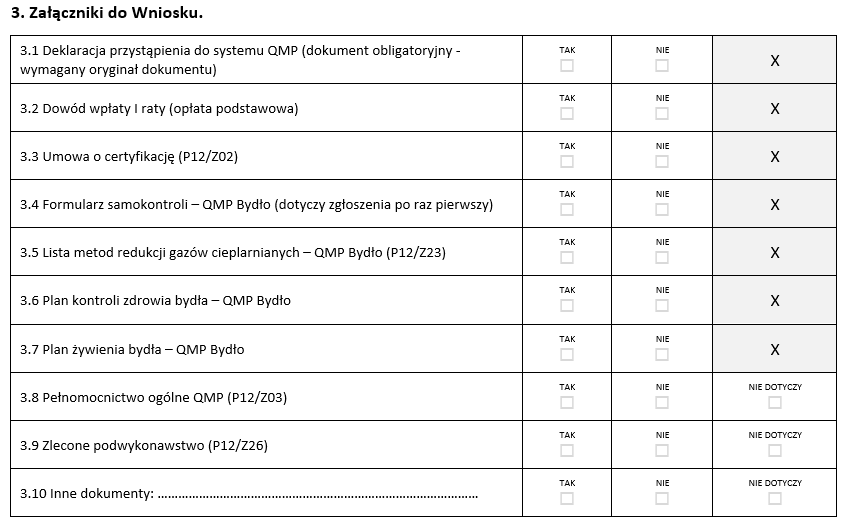 3. Załączniki do Wniosku.
3.1 Deklaracja przystąpienia do systemu QMP (dokument obligatoryjny -
wymagany oryginał dokumentu)
TAK NIE X
3.2 Dowód wpłaty I raty (opłata podstawowa) TAK NIE X
3.3 Umowa o certyfikację (P12/Z02) TAK NIE X
3.4 Formularz samokontroli – QMP Bydło (dotyczy zgłoszenia po raz pierwszy) TAK NIE X
3.5 Lista metod redukcji gazów cieplarnianych – QMP Bydło (P12/Z23) TAK NIE X
3.6 Plan kontroli zdrowia bydła – QMP Bydło TAK NIE X
3.7 Plan żywienia bydła – QMP Bydło TAK NIE X
3.8 Pełnomocnictwo ogólne QMP (P12/Z03) TAK NIE NIE DOTYCZY
3.9 Zlecone podwykonawstwo (P12/Z26) TAK NIE NIE DOTYCZY
3.10 Inne dokumenty: ………………………………………………………………………………… TAK NIE NIE DOTYCZY